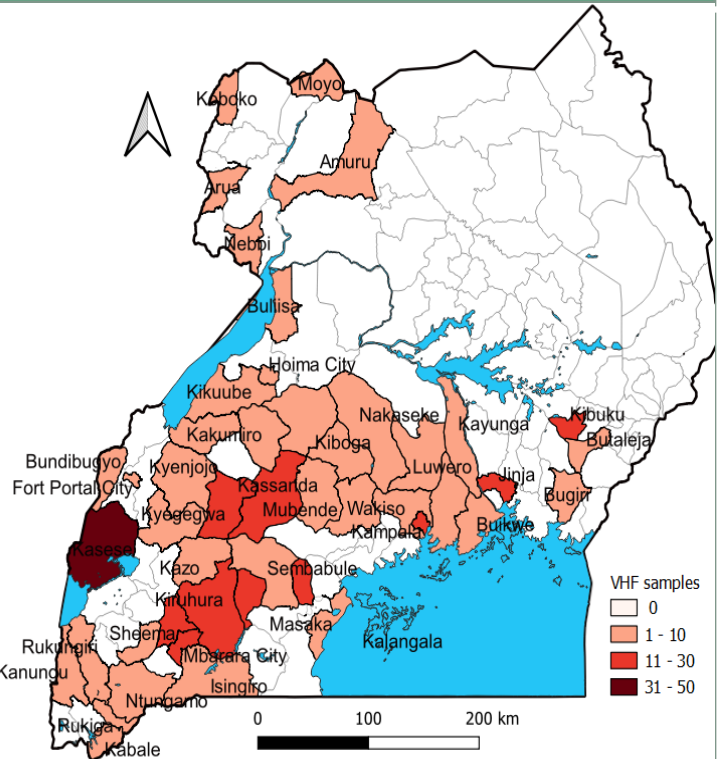 Moyo
Koboko
Amuru
Arua
Nebbi
Buliisa
Hoima City
Kikuube
Nakaseke
Kibuku
Kayunga
Kakumiro
Kiboga
Butaleja
Bundibugyo
Kyenjojo
Luwero
Jinja
Fort Portal City
Kassanda
Bugiri
Kyegegwa
Mubende
Wakiso
Buikwe
Kampala
Kasese
Kazo
Sembabule
VHF samples
0
Kiruhura
1 - 10
Masaka
Sheema
Kalangala
Rukungiri
Mbarara City
11 - 30
Kanungu
Isingiro
31 - 50
Ntungamo
Rukiga
0 100 200 km
Kabale